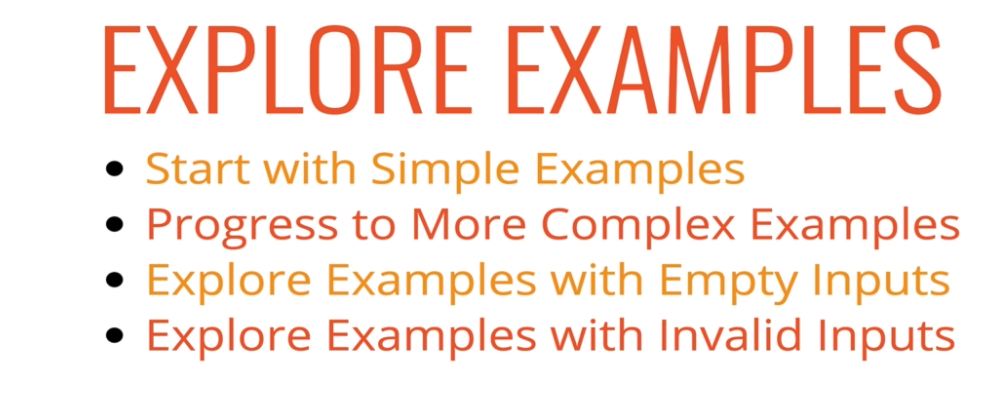 EXPLORE EXAMPLES
• Start with Simple Examples
• Progress to More Complex Examples
• Explore Examples with Empty Inputs
• Explore Examples with Invalid Inputs